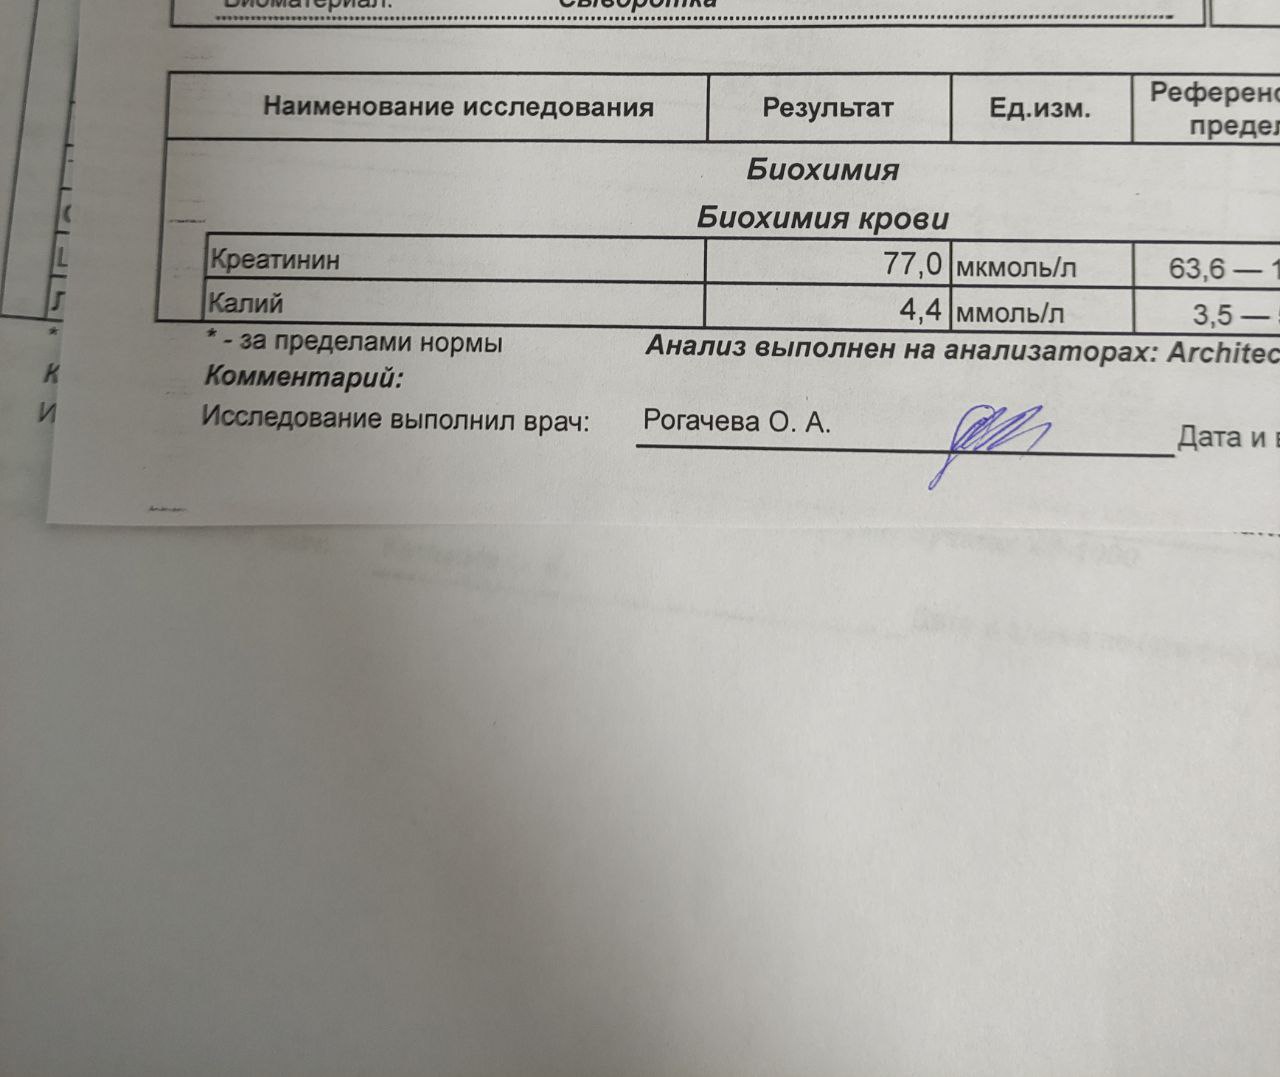 Биоматериал: Сыворотка
Наименование исследования Результат Ед.изм. Референс
предел
Биохимия
Биохимия крови
Креатинин 77,0 мкмоль/л 63,6 — 1
Калий 4,4 ммоль/л 3,5 —
* - за пределами нормы Анализ выполнен на анализаторах: Architec
Комментарий:
Исследование выполнил врач: Рогачева О. А. Дата и в
*
К
И